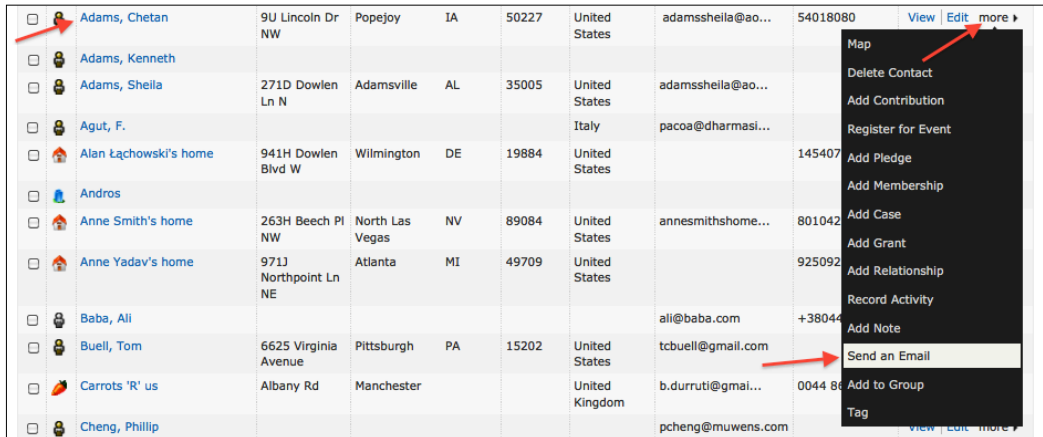 Adams, Chetan 9U Lincoln Dr Popejoy IA 50227 United adamssheila@ao... 54018080 View Edit more
NW States
Map
Adams, Kenneth
Delete Contact
Adams, Sheila 271D Dowlen Adamsville AL 35005 United adamssheila@ao...
Ln N States
Add Contribution
Agut, F. Italy pacoa@dharmasi...
Register for Event
Alan Łąchowski's home 941H Dowlen Wilmington DE 19884 United 145407
Blvd W States
Add Pledge
Add Membership
Andros
Anne Smith's home 263H Beech Pl North Las NV 89084 United annesmithshome... 801042
NW Vegas States
Add Case
Add Grant
Anne Yadav's home 971J Atlanta MI 49709 United 925092
Northpoint Ln States
NE
Add Relationship
Record Activity
Baba, Ali ali@baba.com +38044
Add Note
Buell, Tom 6625 Virginia Pittsburgh PA 15202 United tcbuell@gmail.com
Avenue States
Send an Email
Carrots 'R' us Albany Rd Manchester United b.durruti@gmai... 0044
Kingdom
Add to Group
Tag
Cheng, Phillip pcheng@muwens.com View Edit more